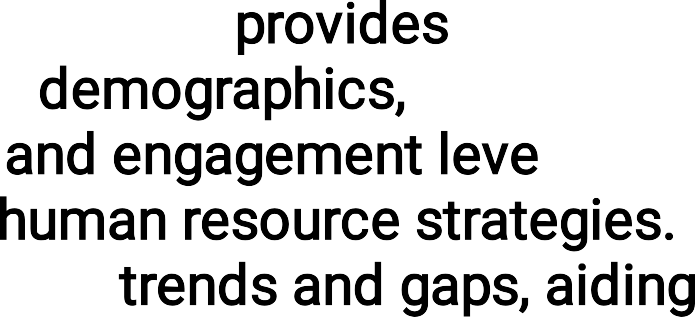 provides
demographics,
and engagement leve
human resource strategies.
trends and gaps, aiding